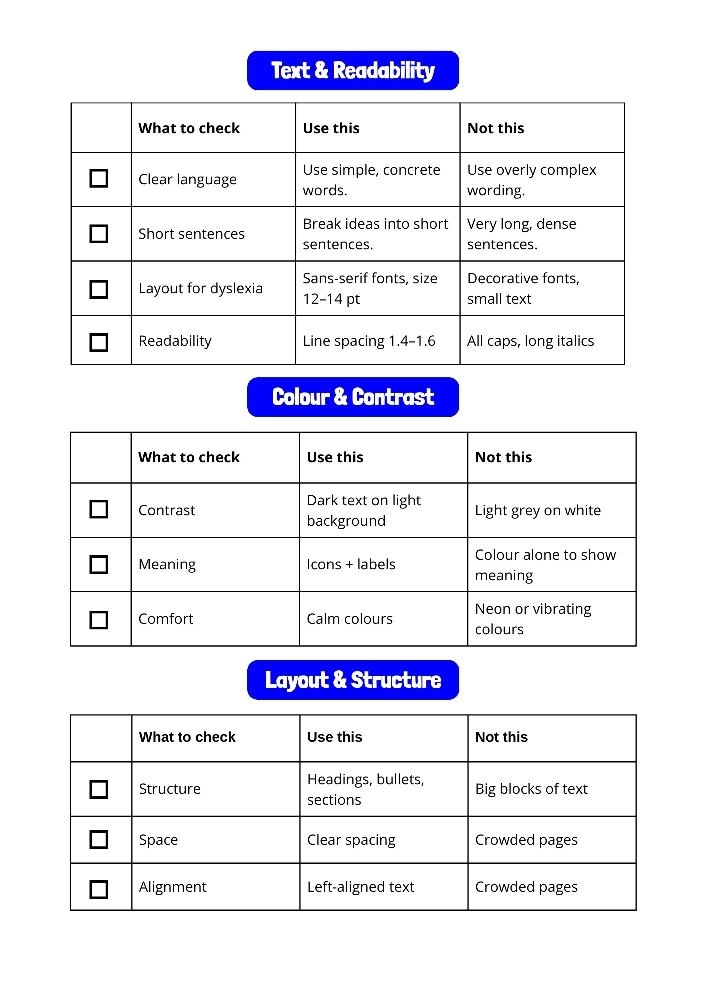 Text & Readability
What to check
Use this
Not this
Clear language
Use simple, concrete
words.
Use overly complex
wording.
Short sentences
Break ideas into short
sentences.
Very long, dense
sentences.
Layout for dyslexia
Sans-serif fonts, size
12–14 pt
Decorative fonts,
small text
Readability
Line spacing 1.4–1.6
All caps, long italics
Colour & Contrast
What to check
Use this
Not this
Contrast
Dark text on light
background
Light grey on white
Meaning
Icons + labels
Colour alone to show
meaning
Comfort
Calm colours
Neon or vibrating
colours
Layout & Structure
What to check
Use this
Not this
Structure
Headings, bullets,
sections
Big blocks of text
Space
Clear spacing
Crowded pages
Alignment
Left-aligned text
Crowded pages